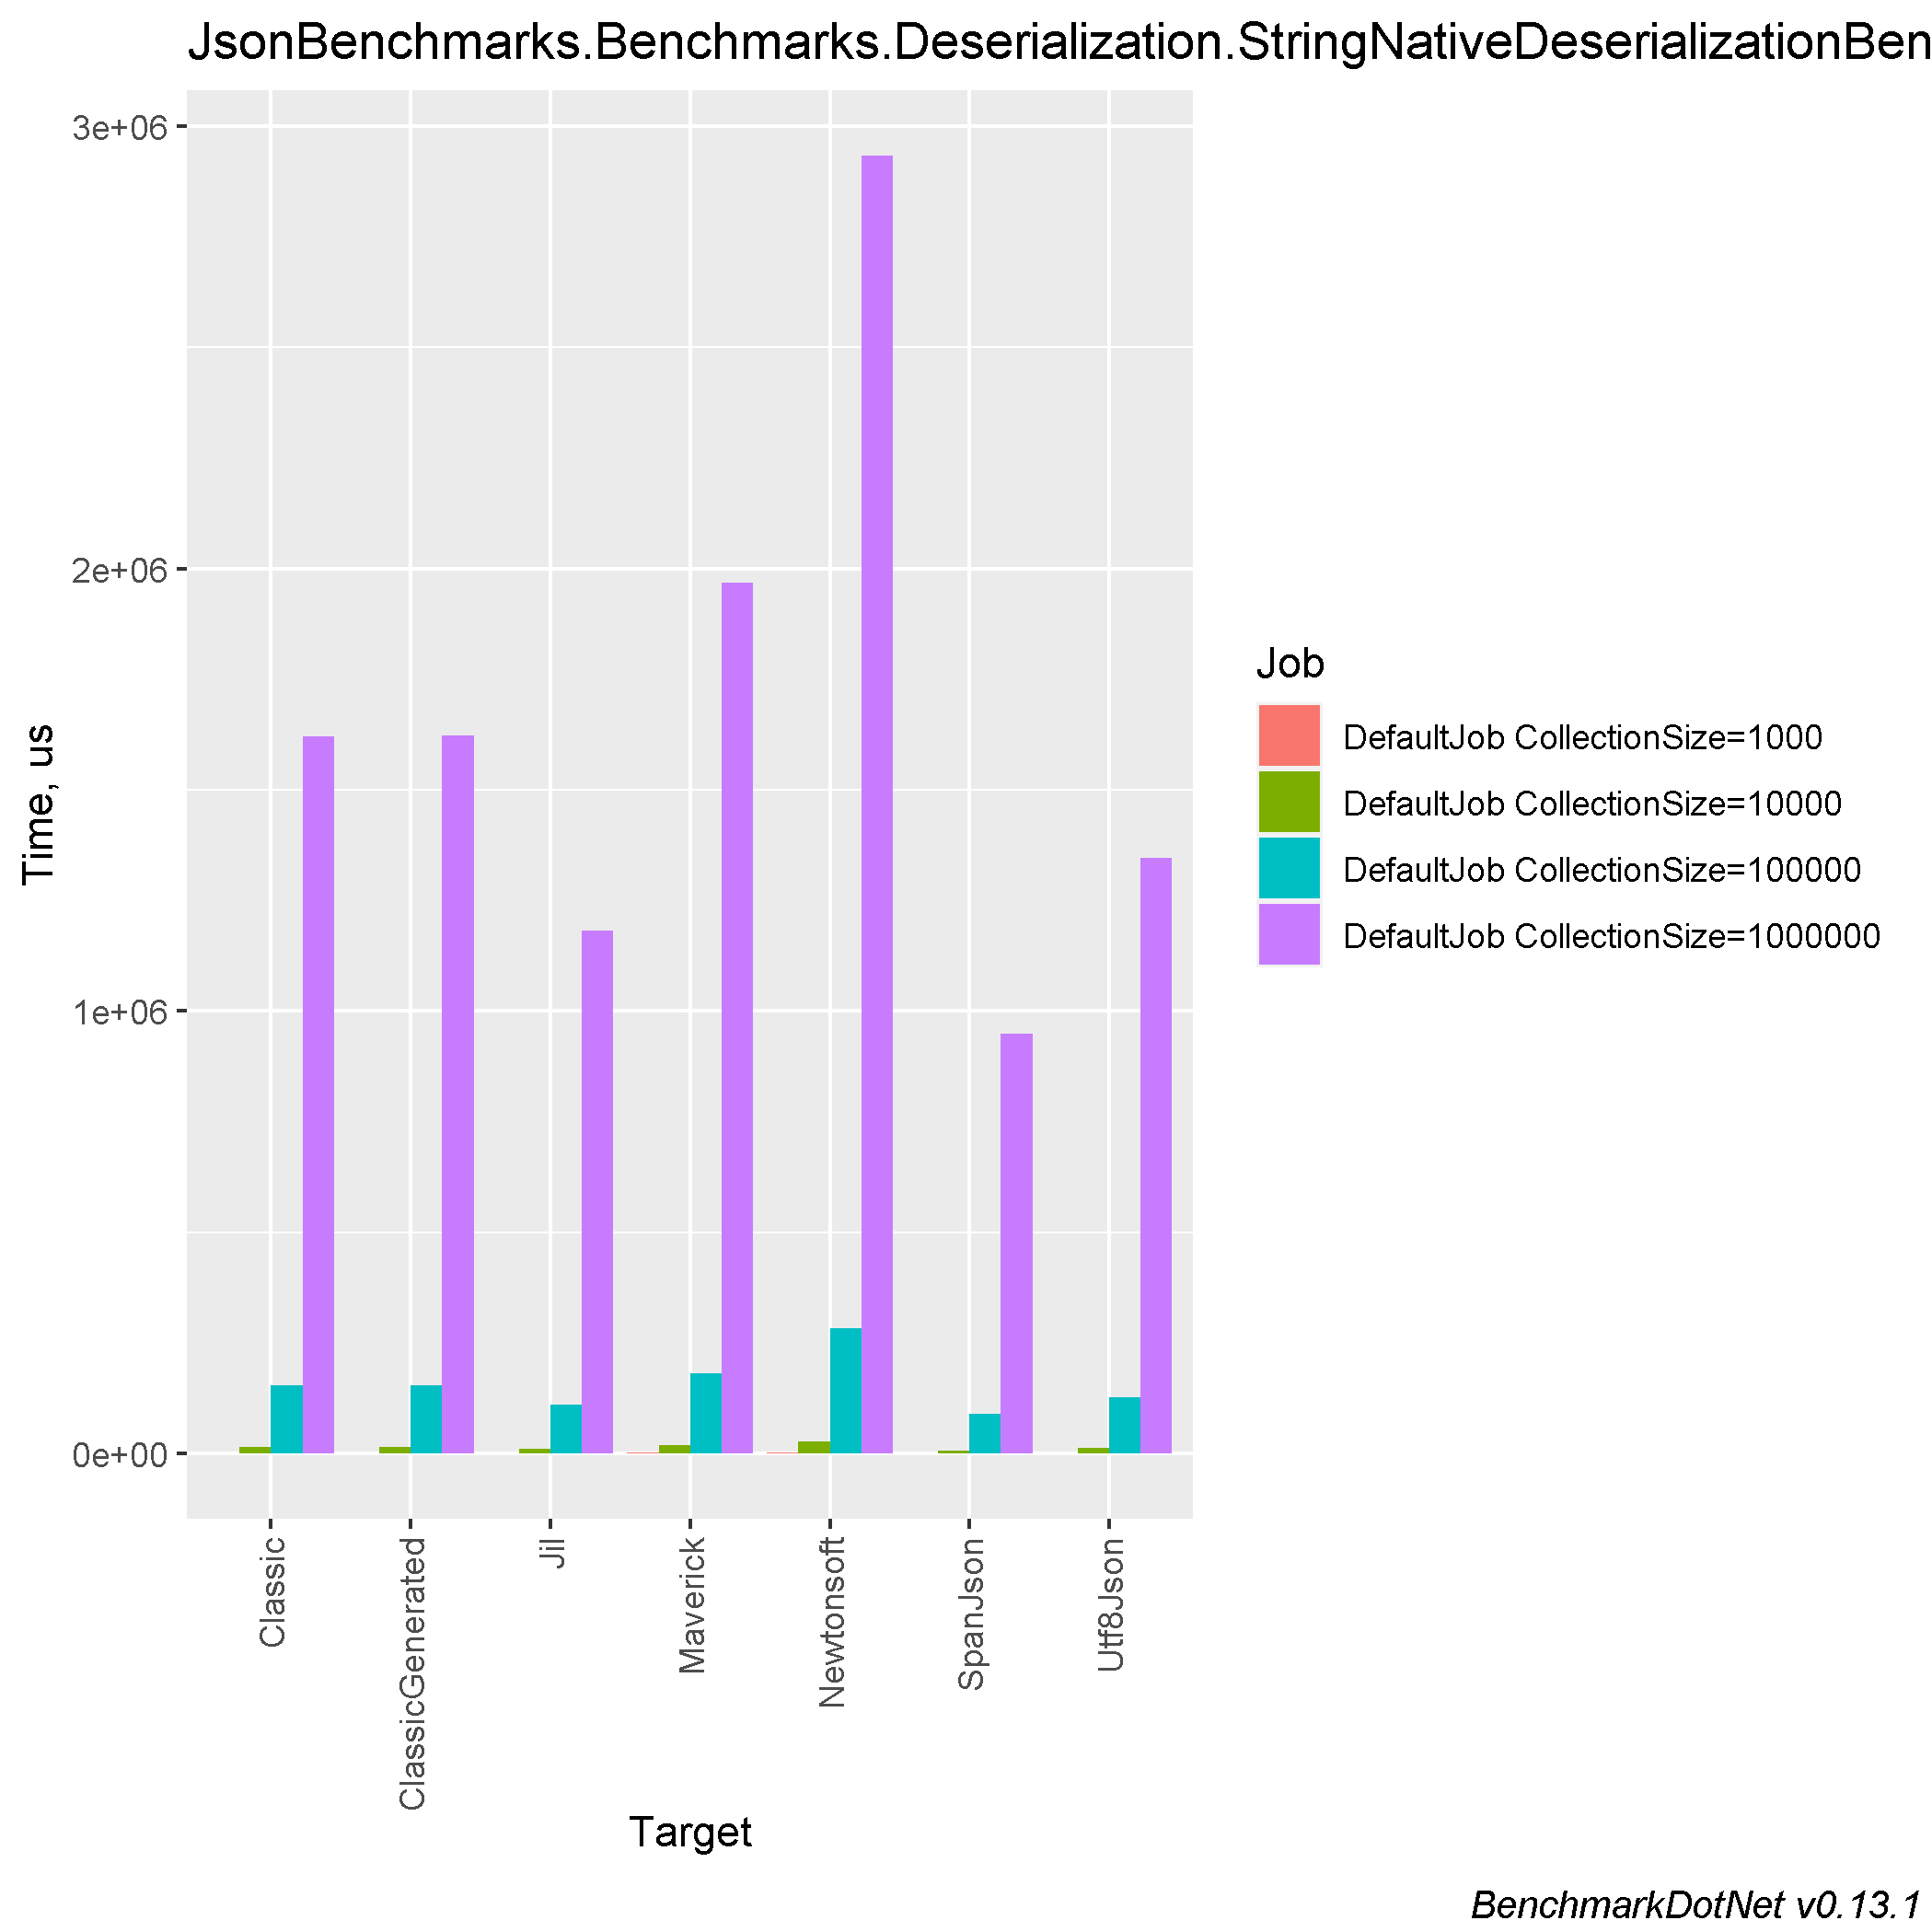 JsonBenchmarks.Benchmarks.Deserialization.StringNativeDeserializationBen
3e+06
2e+06
1e+06
0e+00
Time, us
Classic
ClassicGenerated
Jil
Maverick
Newtonsoft
SpanJson
Utf8Json
Target
Job
DefaultJob CollectionSize=1000
DefaultJob CollectionSize=10000
DefaultJob CollectionSize=100000
DefaultJob CollectionSize=1000000
BenchmarkDotNet v0.13.1